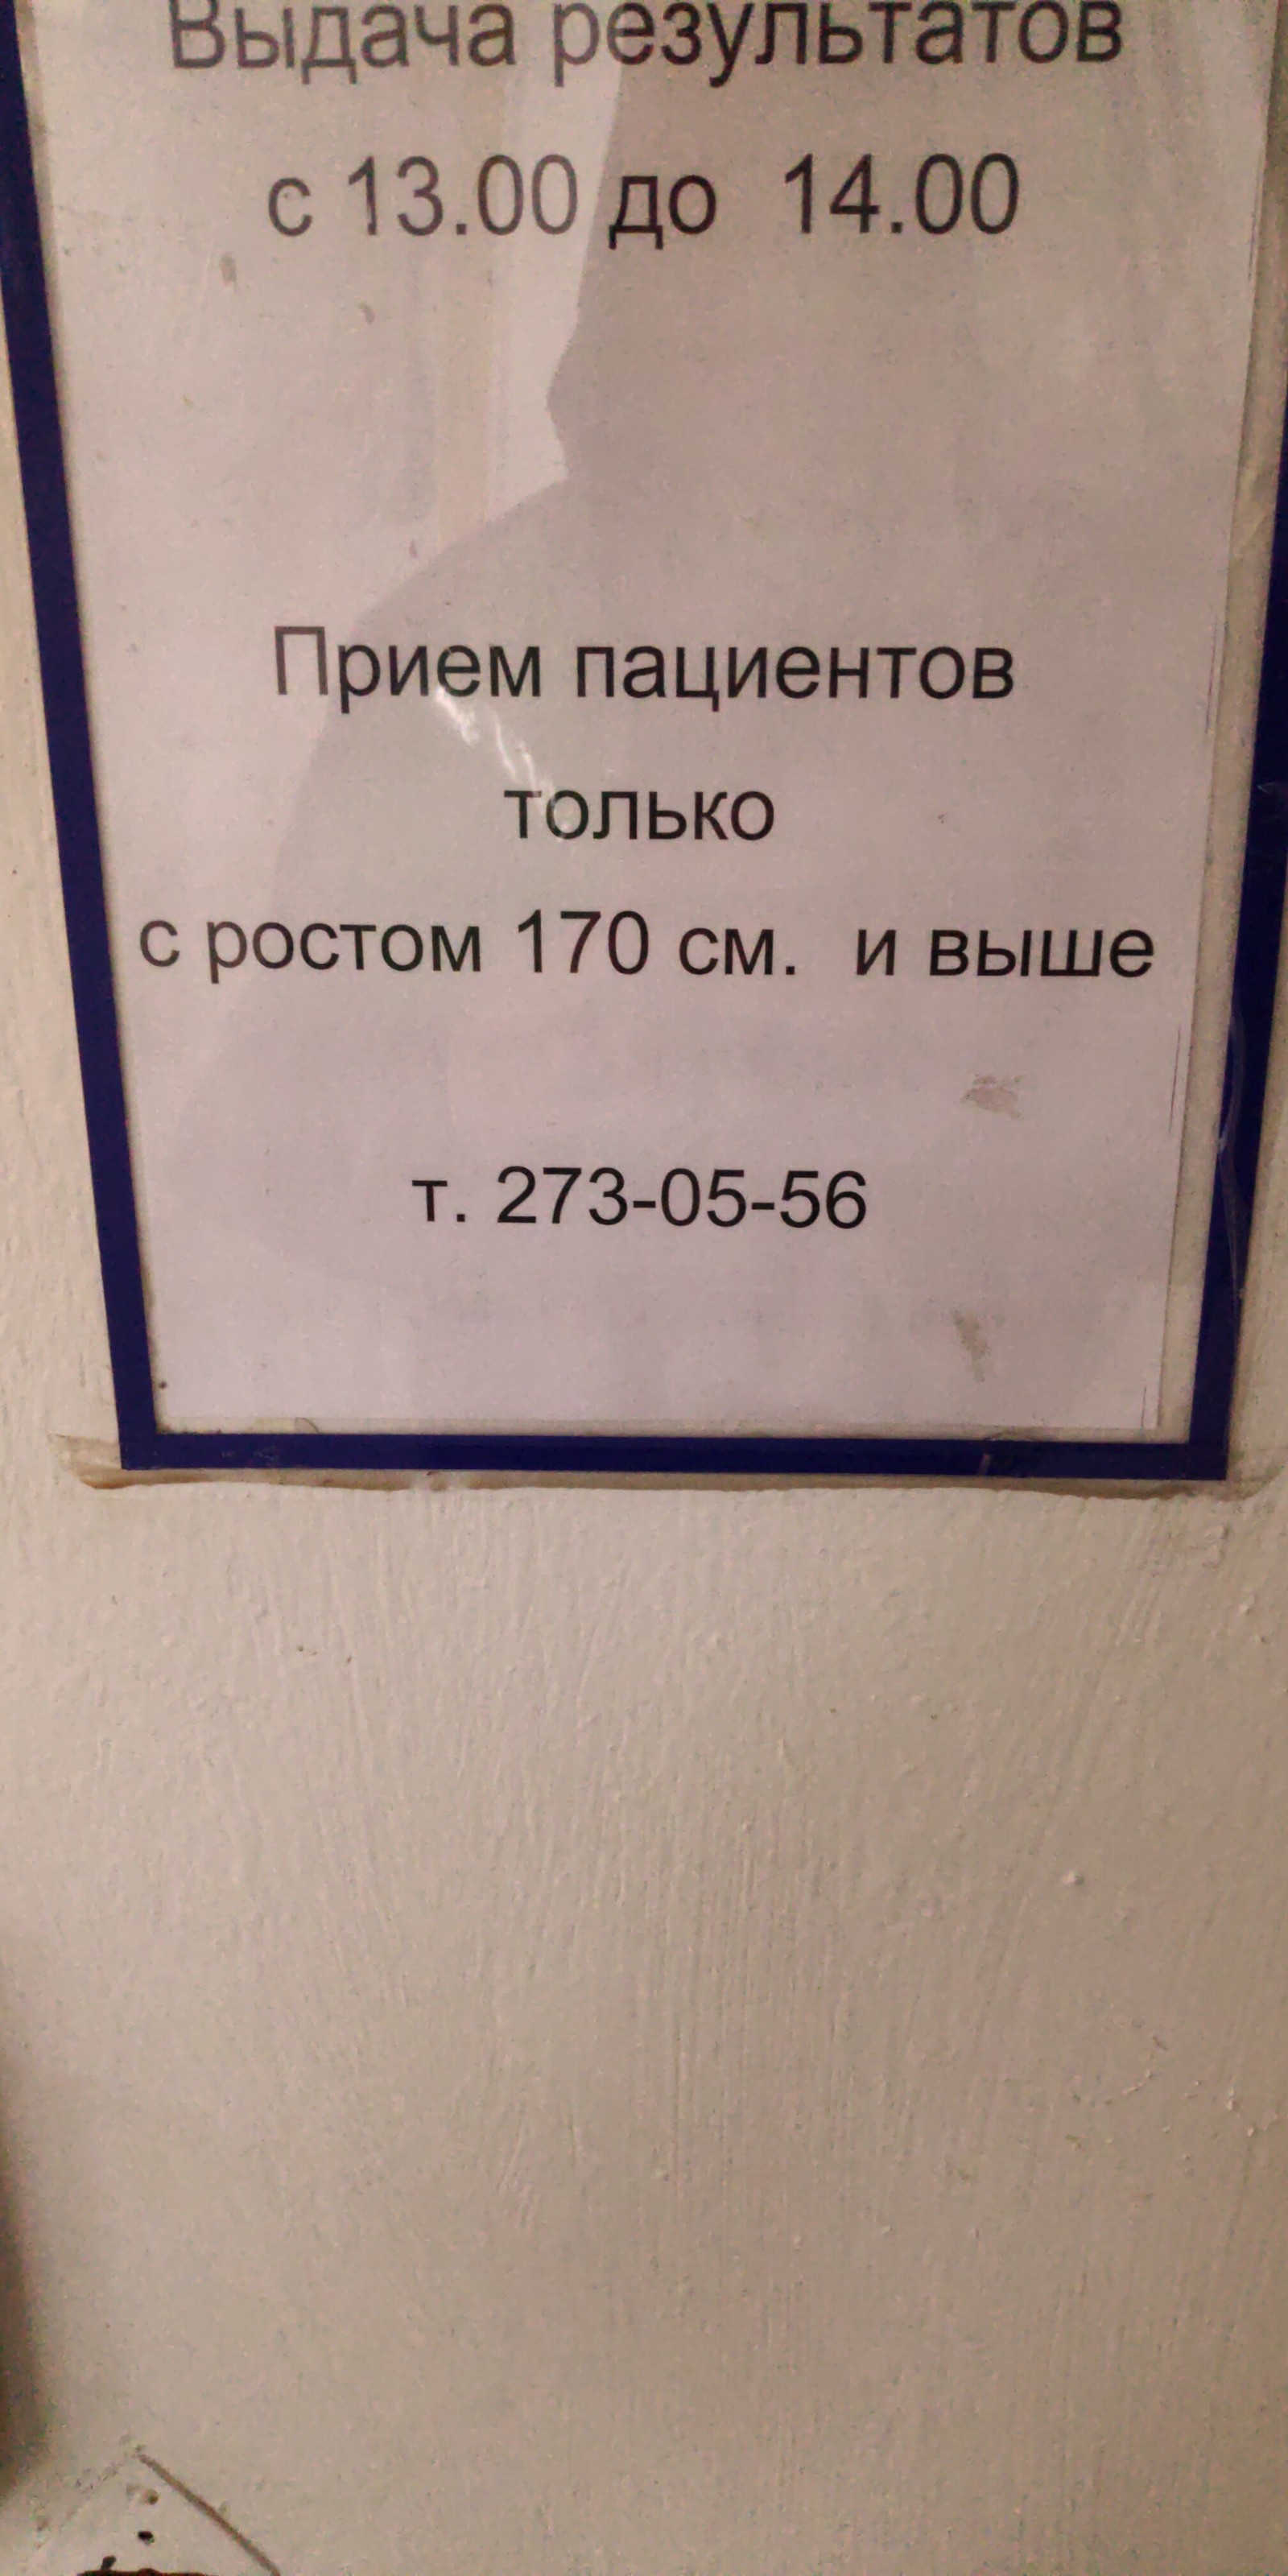 Выдача результатов
с 13.00 до 14.00
Прием пациентов
только
с ростом 170 см. и выше
т. 273-05-56